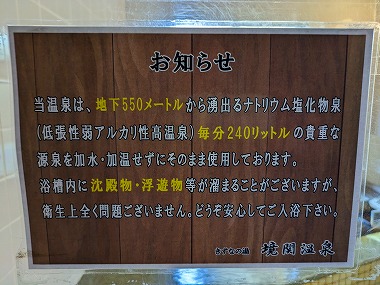 お知らせ
当温泉は、地下550メートルから湧出るナトリウム塩化物泉
(低張性弱アルカリ性高温泉)毎分240リットルの貴重な
源泉を加水・加温せずにそのまま使用しております。
浴槽内に沈殿物・浮遊物等が溜まることがございますが、
衛生上全く問題ございません。どうぞ安心してご入浴下さい。
きずなの湯 境関温泉